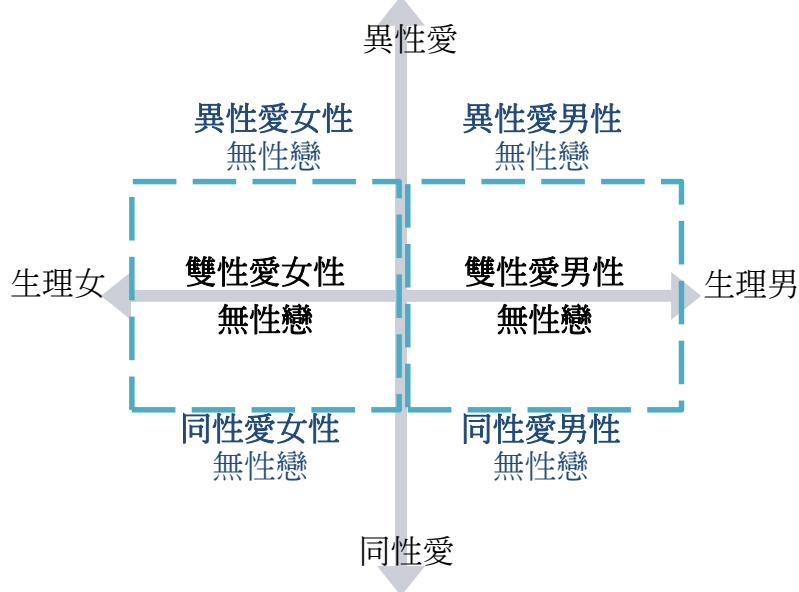 異性愛
異性愛女性
無性戀
異性愛男性
無性戀
生理女
雙性愛女性
無性戀
雙性愛男性
無性戀
生理男
同性愛女性
無性戀
同性愛男性
無性戀
同性愛